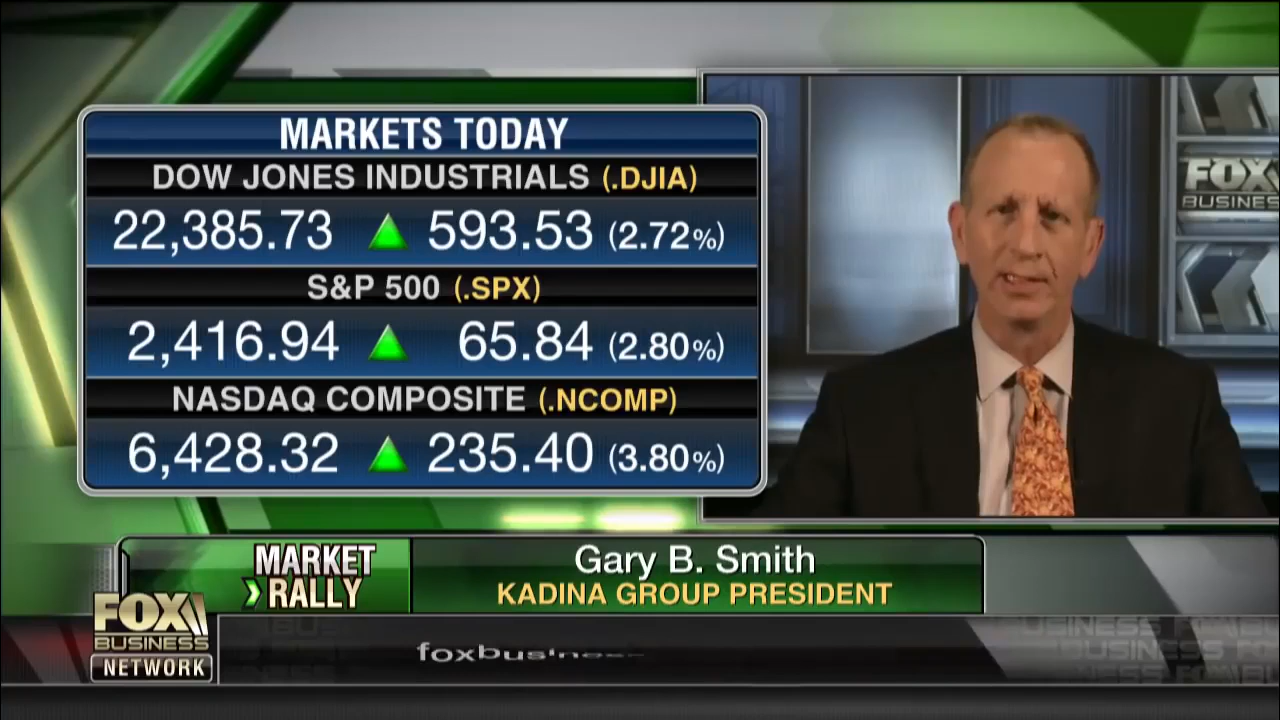 MARKETS TODAY
DOW JONES INDUSTRIALS (.DJIA)
22,385.73 ▲ 593.53 (2.72%)
S&P 500 (.SPX)
2,416.94 ▲ 65.84 (2.80%)
NASDAQ COMPOSITE (.NCOMP)
6,428.32 ▲ 235.40 (3.80%)
FOX
BUSINESS
MARKET
RALLY
Gary B. Smith
KADINA GROUP PRESIDENT
FOX
BUSINESS
NETWORK